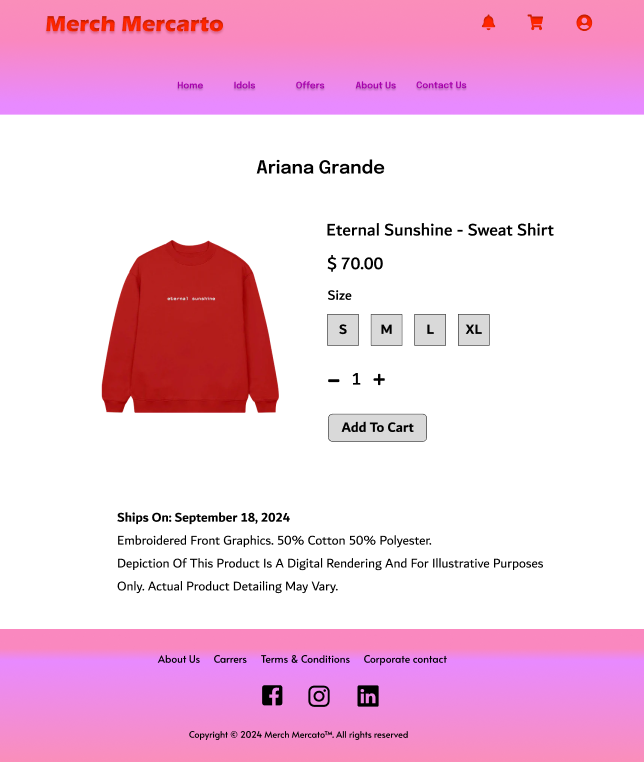 Merch Mercarto
Home Idols Offers About Us Contact Us
Ariana Grande
eternal sunshine
Eternal Sunshine - Sweat Shirt
$ 70.00
Size
S M L XL
1
Add To Cart
Ships On: September 18, 2024
Embroidered Front Graphics. 50% Cotton 50% Polyester.
Depiction Of This Product Is A Digital Rendering And For Illustrative Purposes
Only. Actual Product Detailing May Vary.
About Us Carrers Terms & Conditions Corporate contact
Copyright © 2024 Merch Mercato™. All rights reserved